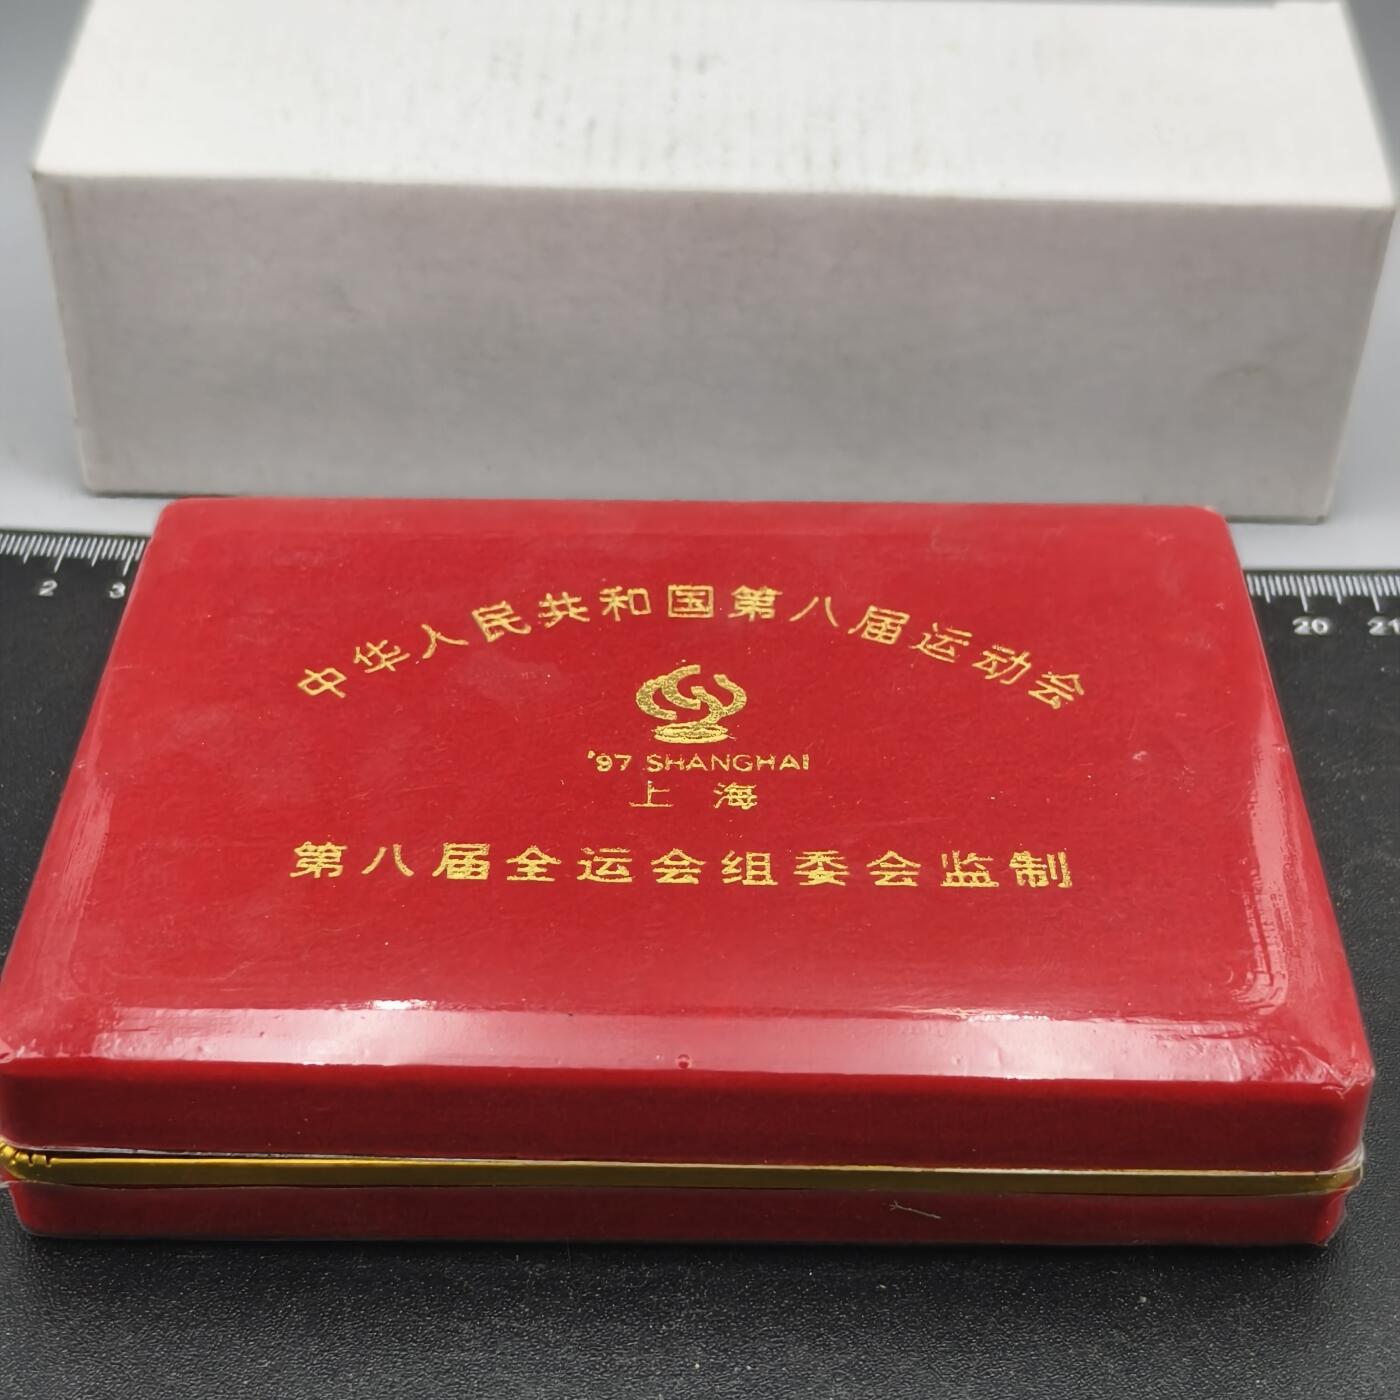 中华人民共和国第八届运动会
'97 SHANGHAI
上海
第八届全运会组委会监制
2 3
20 21